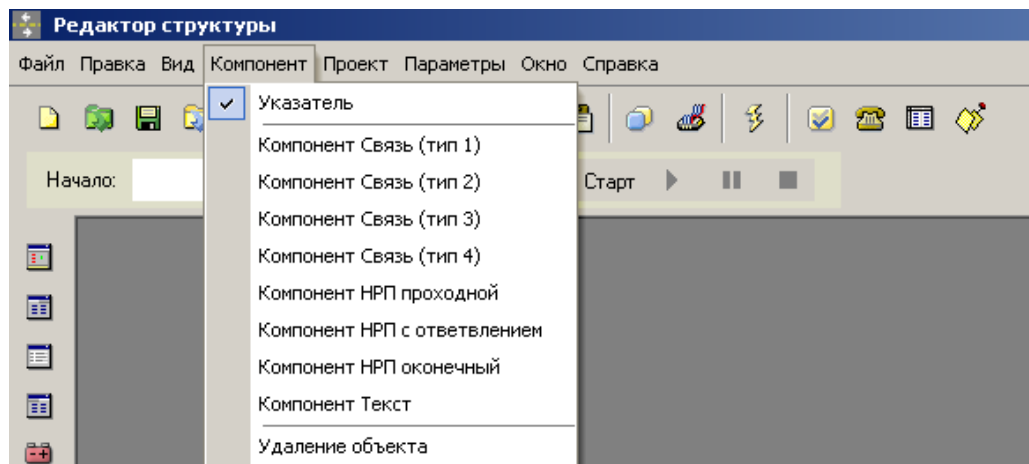 Редактор структуры
Файл Правка Вид Компонент Проект Параметры Окно Справка
Указатель
Компонент Связь (тип 1)
Начало:
Компонент Связь (тип 2)
Старт
Компонент Связь (тип 3)
Компонент Связь (тип 4)
Компонент НРП проходной
Компонент НРП с ответвлением
Компонент НРП оконечный
Компонент Текст
Удаление объекта